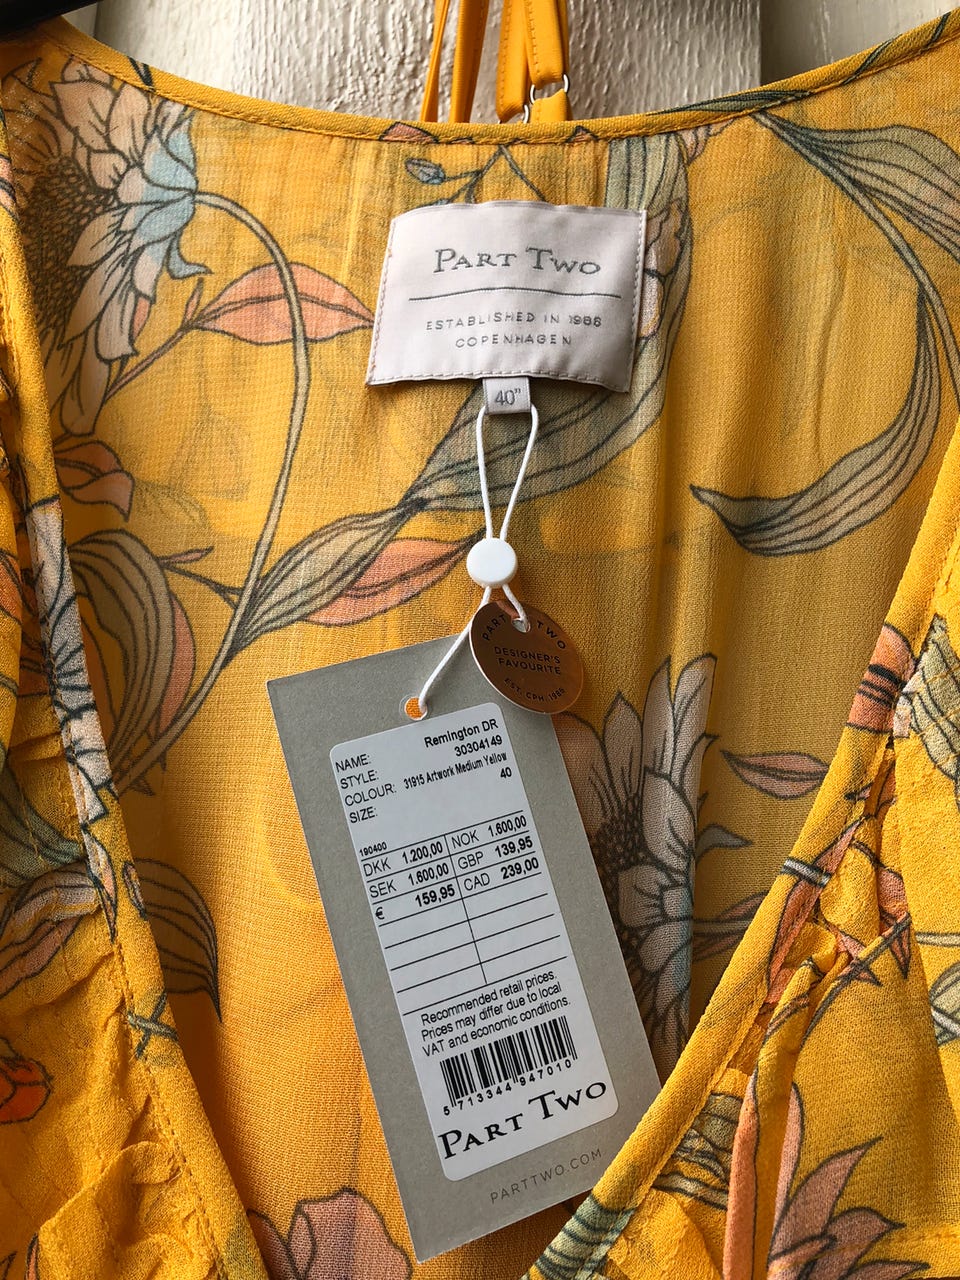 PART TWO
ESTABLISHED IN 1986
COPENHAGEN
40"
PART TWO
DESIGNER'S
FAVOURITE
EST. CPH. 1986
NAME: Remington DR
STYLE: 30304149
COLOUR: 31915 Artwork Medium Yellow
SIZE: 40
190400
DKK 1.200,00 NOK 1.600,00
SEK 1.600,00 GBP 139,95
€ 159,95 CAD 239,00
Recommended retail prices.
Prices may differ due to local
VAT and economic conditions.
5 713344 947010
PART TWO
PARTTWO.COM